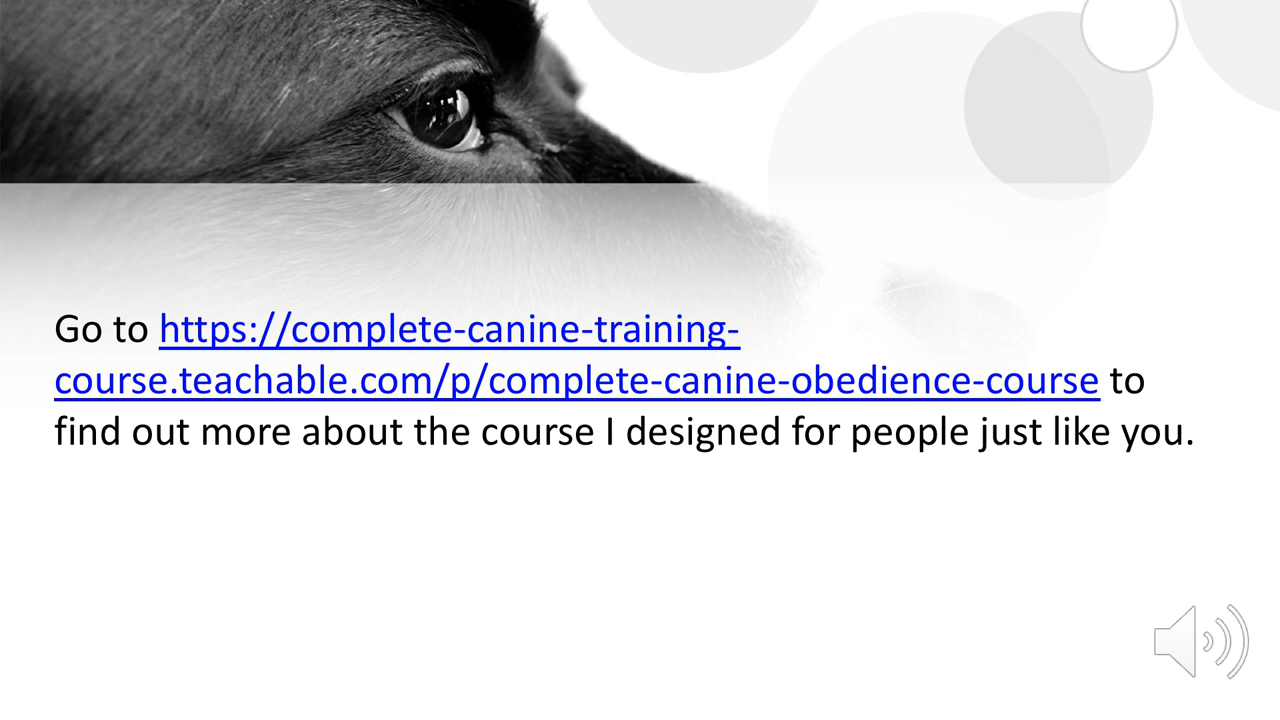 Go to https://complete-canine-training-
course.teachable.com/p/complete-canine-obedience-course to
find out more about the course I designed for people just like you.